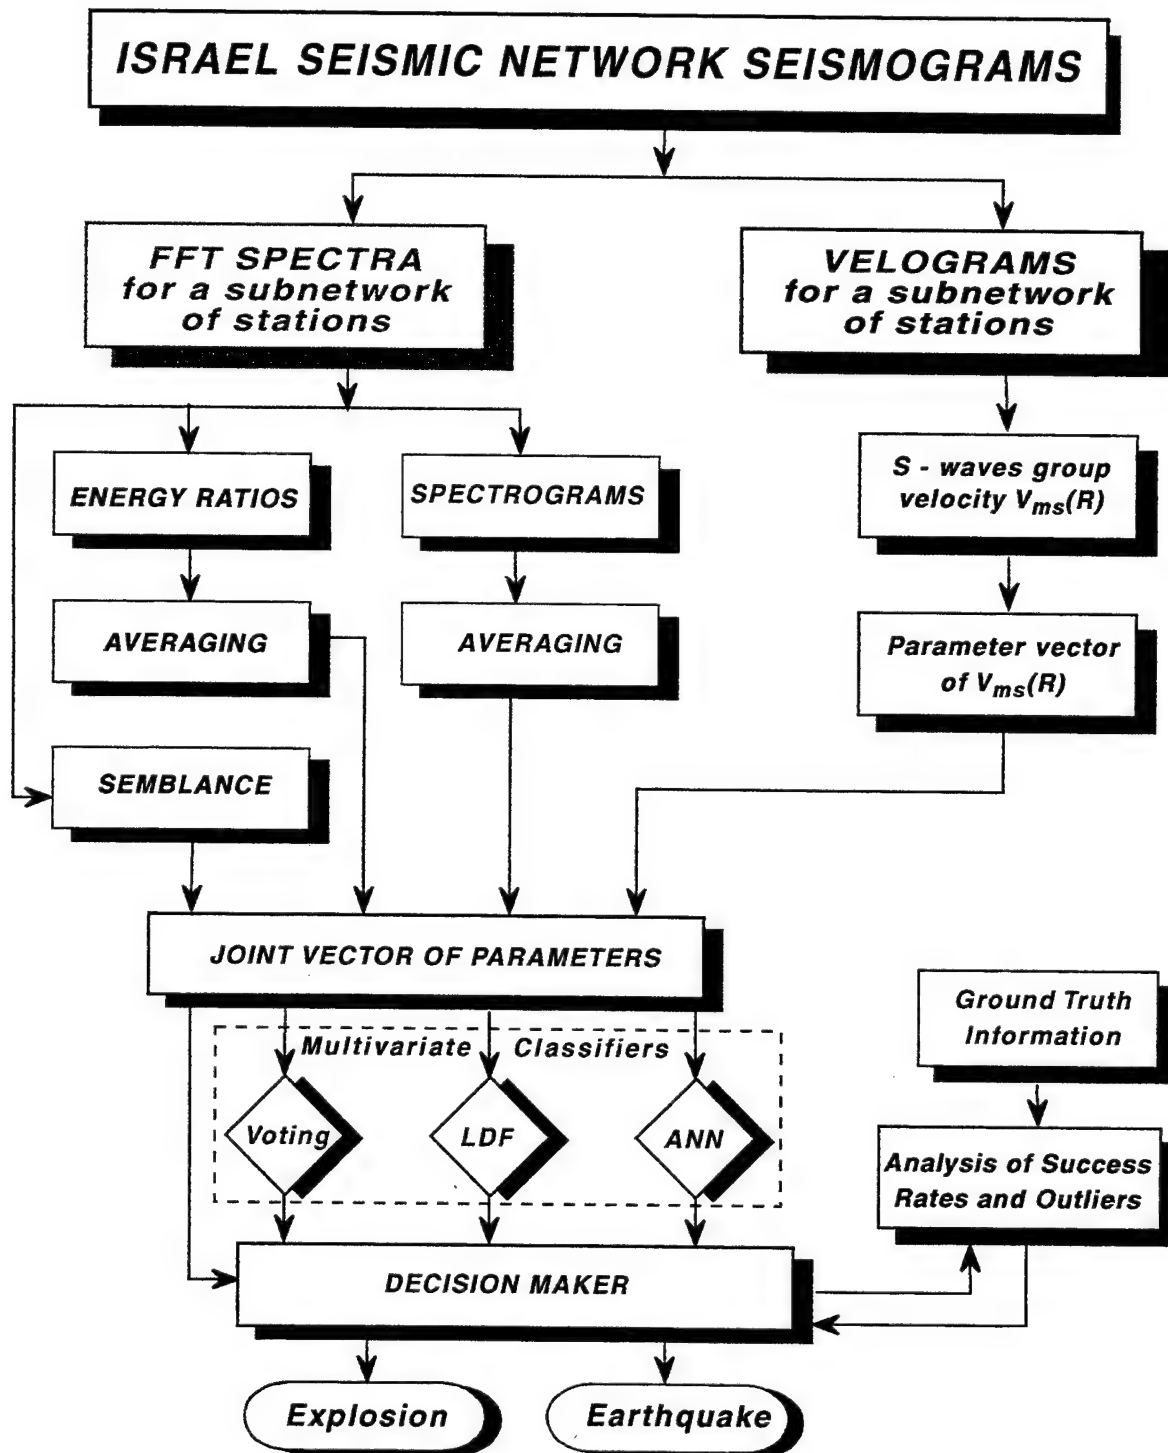 ISRAEL SEISMIC NETWORK SEISMOGRAMS
FFT SPECTRA
for a subnetwork
of stations
VELOGRAMS
for a subnetwork
of stations
ENERGY RATIOS
SPECTROGRAMS
S - waves group
velocity Vms(R)
AVERAGING
AVERAGING
Parameter vector
of Vms(R)
SEMBLANCE
JOINT VECTOR OF PARAMETERS
Ground Truth
Information
Multivariate Classifiers
Voting
LDF
ANN
Analysis of Success
Rates and Outliers
DECISION MAKER
Explosion
Earthquake